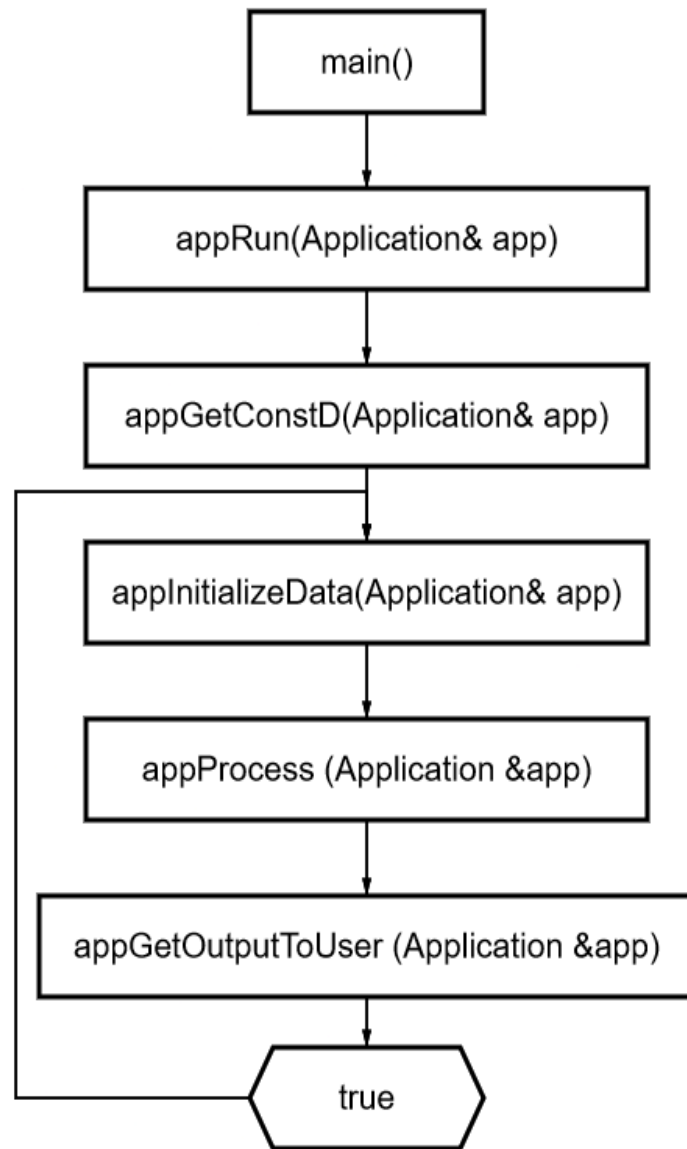 main()
appRun(Application& app)
appGetConstD(Application& app)
appInitializeData(Application& app)
appProcess (Application &app)
appGetOutputToUser (Application &app)
true